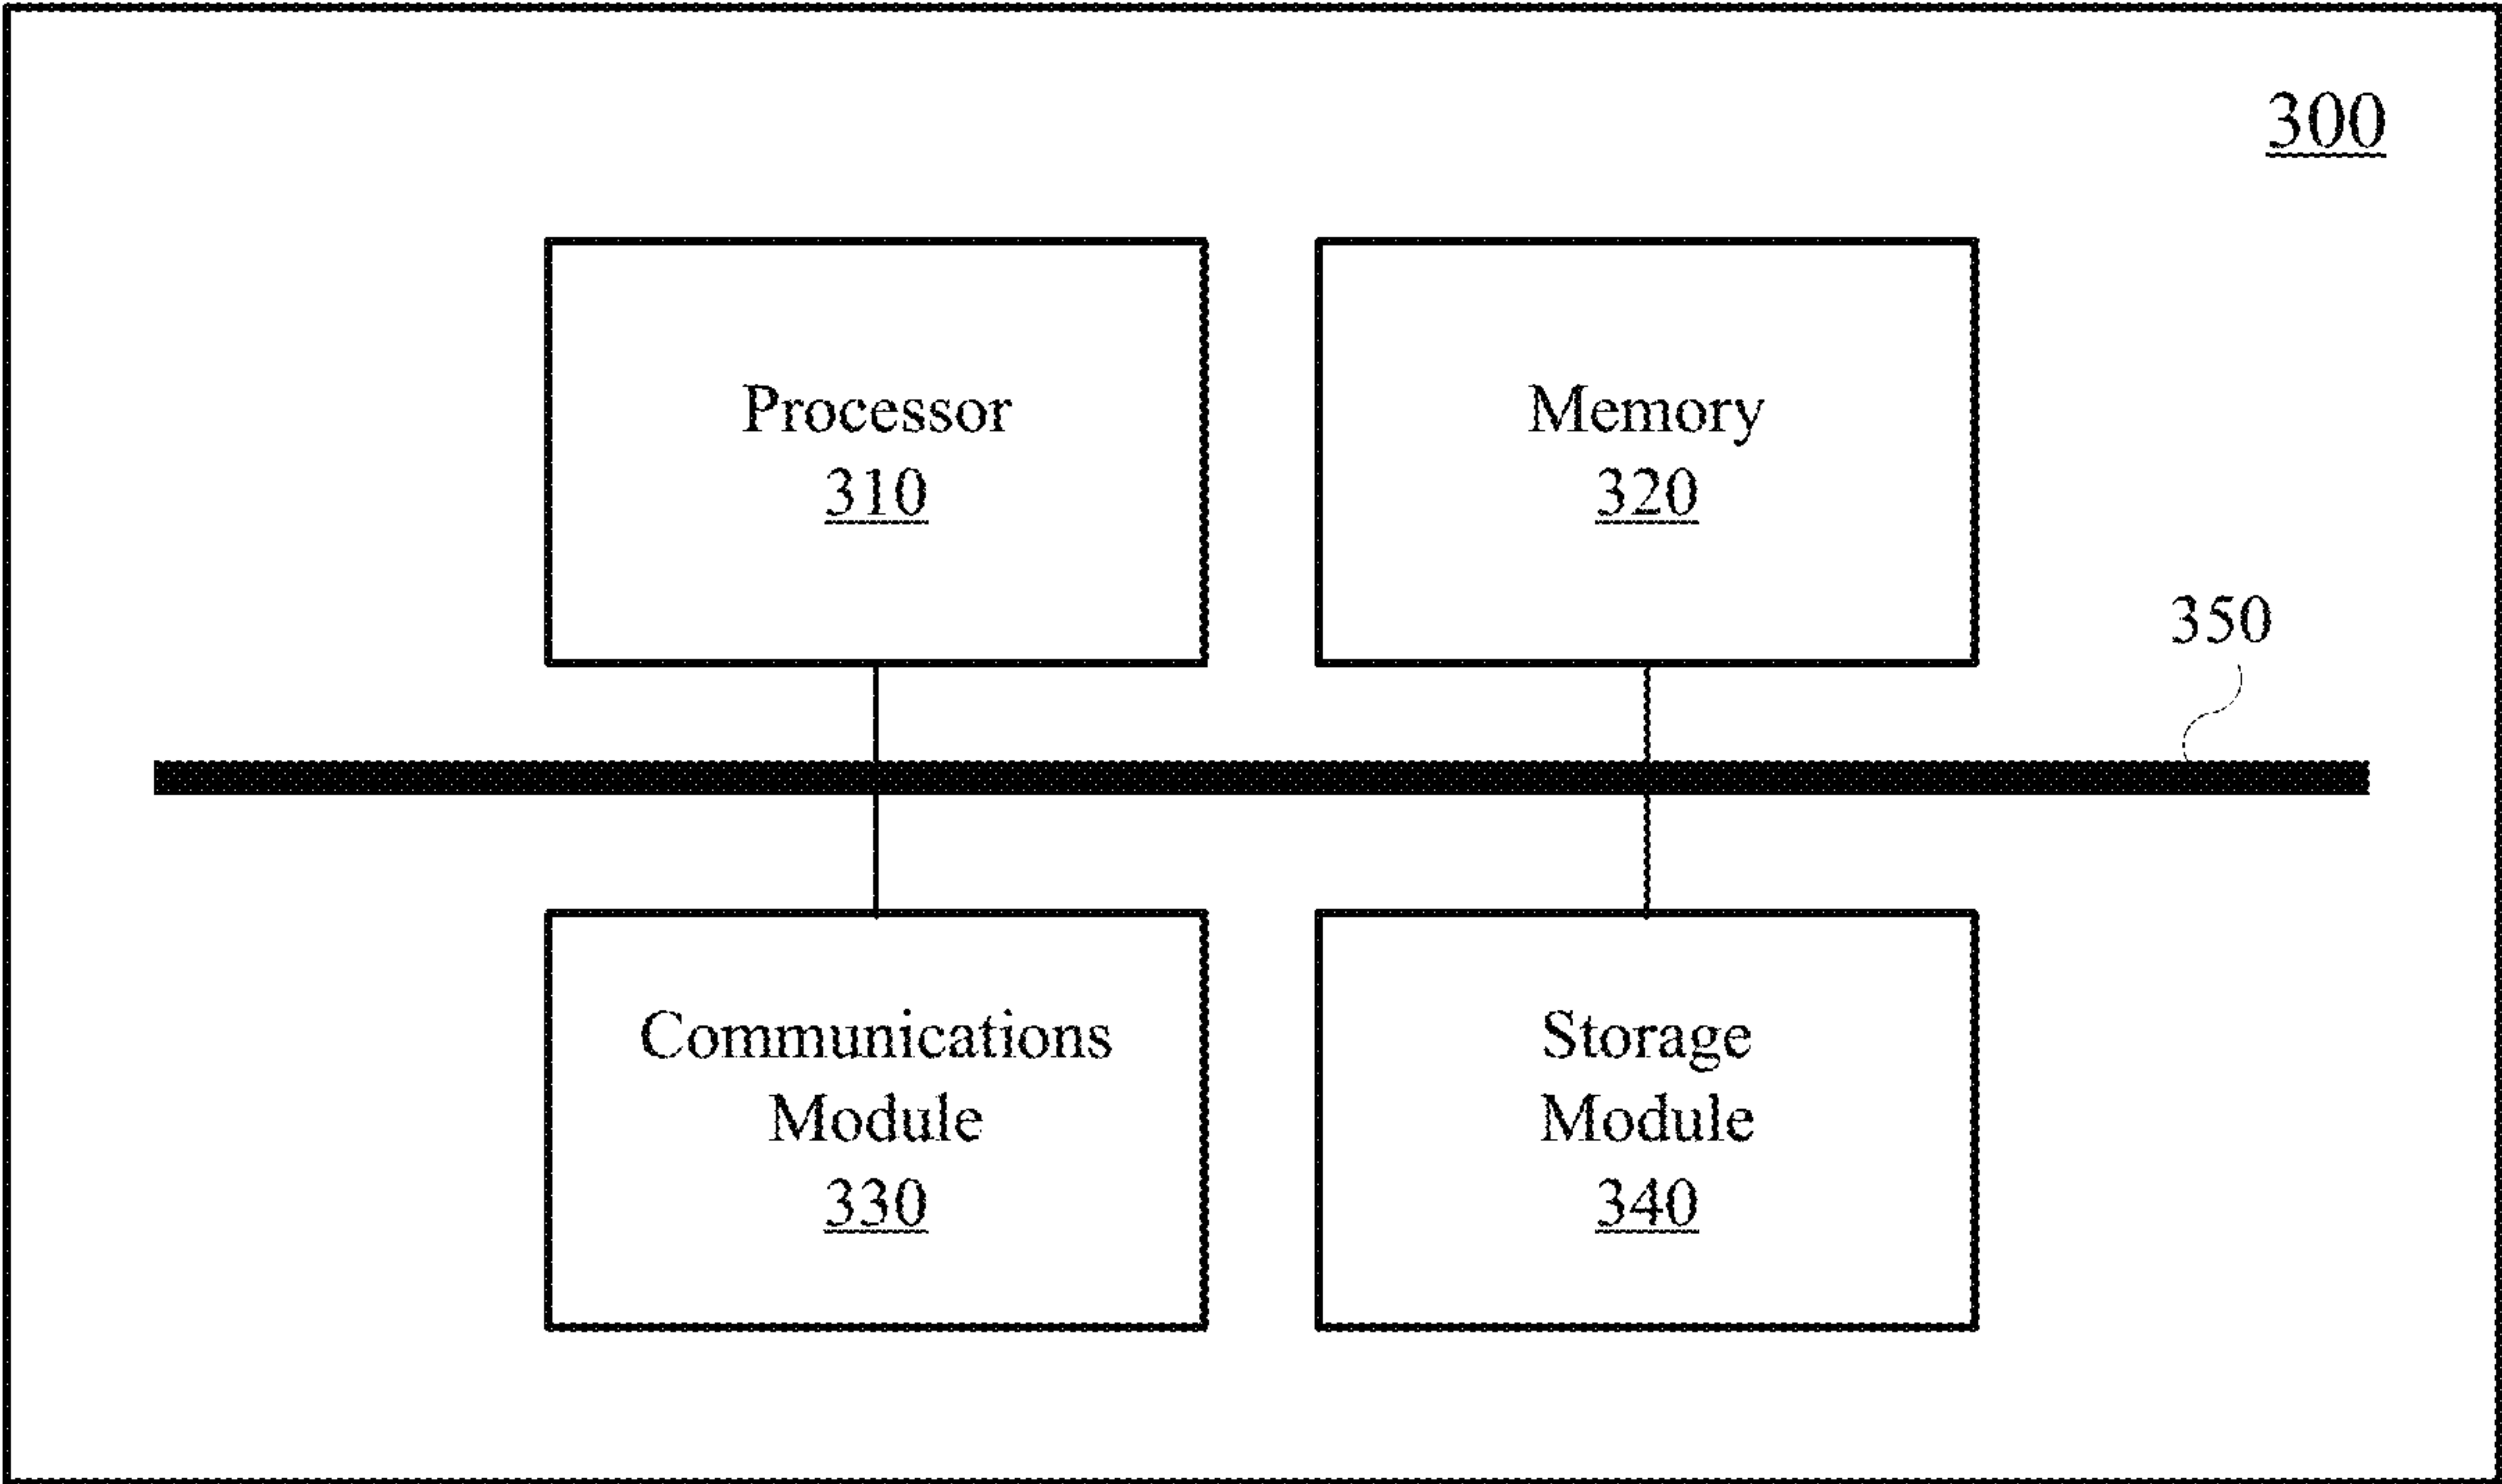 300
Processor
310
Memory
320
350
Communications
Module
330
Storage
Module
340